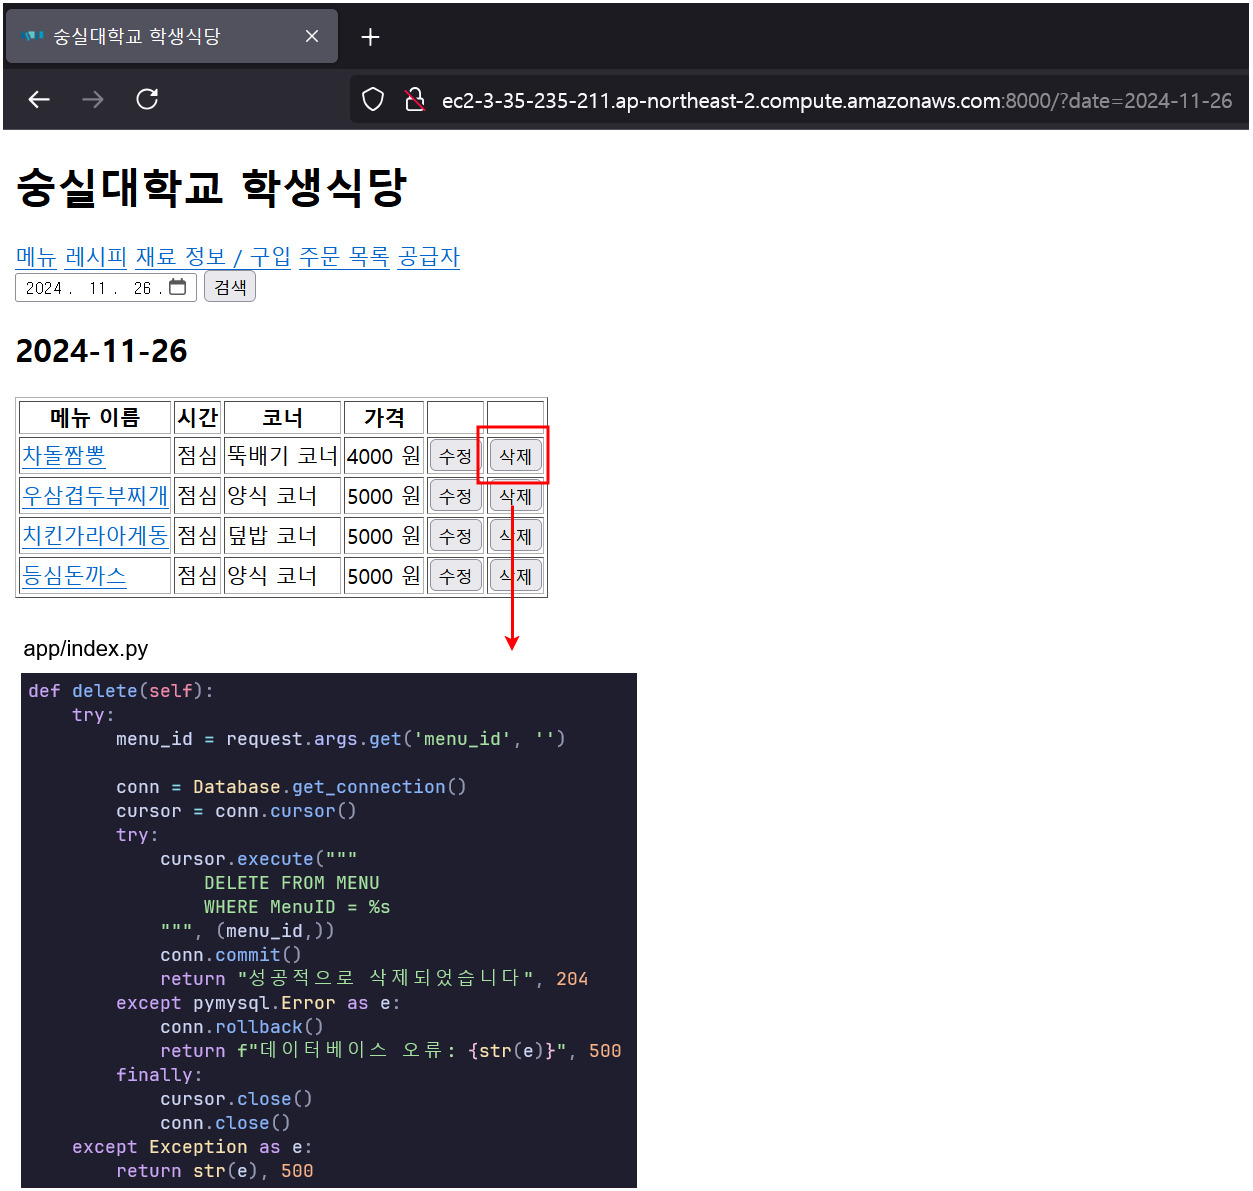 숭실대학교 학생식당
ec2-3-35-235-211.ap-northeast-2.compute.amazonaws.com:8000/?date=2024-11-26
숭실대학교 학생식당
메뉴 레시피 재료 정보 / 구입 주문 목록 공급자
2024 . 11 . 26 . 검색
2024-11-26
메뉴 이름 시간 코너 가격
차돌짬뽕 점심 뚝배기 코너 4000 원 수정 삭제
우삼겹두부찌개 점심 양식 코너 5000 원 수정 삭제
치킨가라아게동 점심 덮밥 코너 5000 원 수정 삭제
등심돈까스 점심 양식 코너 5000 원 수정 삭제
app/index.py
def delete(self):
    try:
        menu_id = request.args.get('menu_id', '')
        conn = Database.get_connection()
        cursor = conn.cursor()
        try:
            cursor.execute("""
                DELETE FROM MENU
                WHERE MenuID = %s
            """, (menu_id,))
            conn.commit()
            return "성공적으로 삭제되었습니다", 204
        except pymysql.Error as e:
            conn.rollback()
            return f"데이터베이스 오류: {str(e)}", 500
        finally:
            cursor.close()
            conn.close()
    except Exception as e:
        return str(e), 500